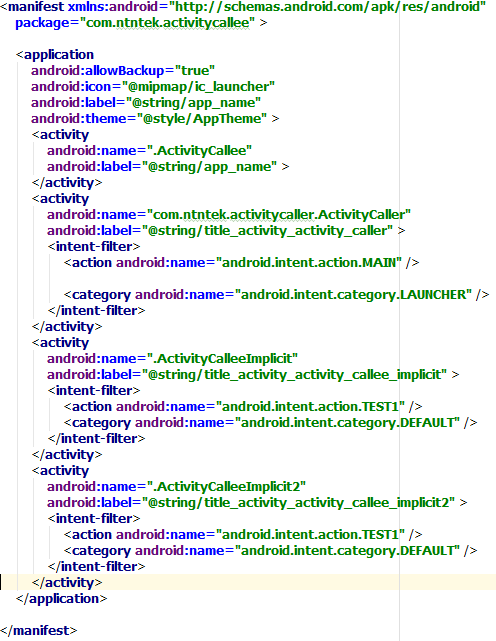 <manifest xmlns:android="http://schemas.android.com/apk/res/android"
package="com.ntntek.activitycallee" >
<application
android:allowBackup="true"
android:icon="@mipmap/ic_launcher"
android:label="@string/app_name"
android:theme="@style/AppTheme" >
<activity
android:name=".ActivityCallee"
android:label="@string/app_name" >
</activity>
<activity
android:name="com.ntntek.activitycaller.ActivityCaller"
android:label="@string/title_activity_activity_caller" >
<intent-filter>
<action android:name="android.intent.action.MAIN" />
<category android:name="android.intent.category.LAUNCHER" />
</intent-filter>
</activity>
<activity
android:name=".ActivityCalleeImplicit"
android:label="@string/title_activity_activity_callee_implicit" >
<intent-filter>
<action android:name="android.intent.action.TEST1" />
<category android:name="android.intent.category.DEFAULT" />
</intent-filter>
</activity>
<activity
android:name=".ActivityCalleeImplicit2"
android:label="@string/title_activity_activity_callee_implicit2" >
<intent-filter>
<action android:name="android.intent.action.TEST1" />
<category android:name="android.intent.category.DEFAULT" />
</intent-filter>
</activity>
</application>
</manifest>